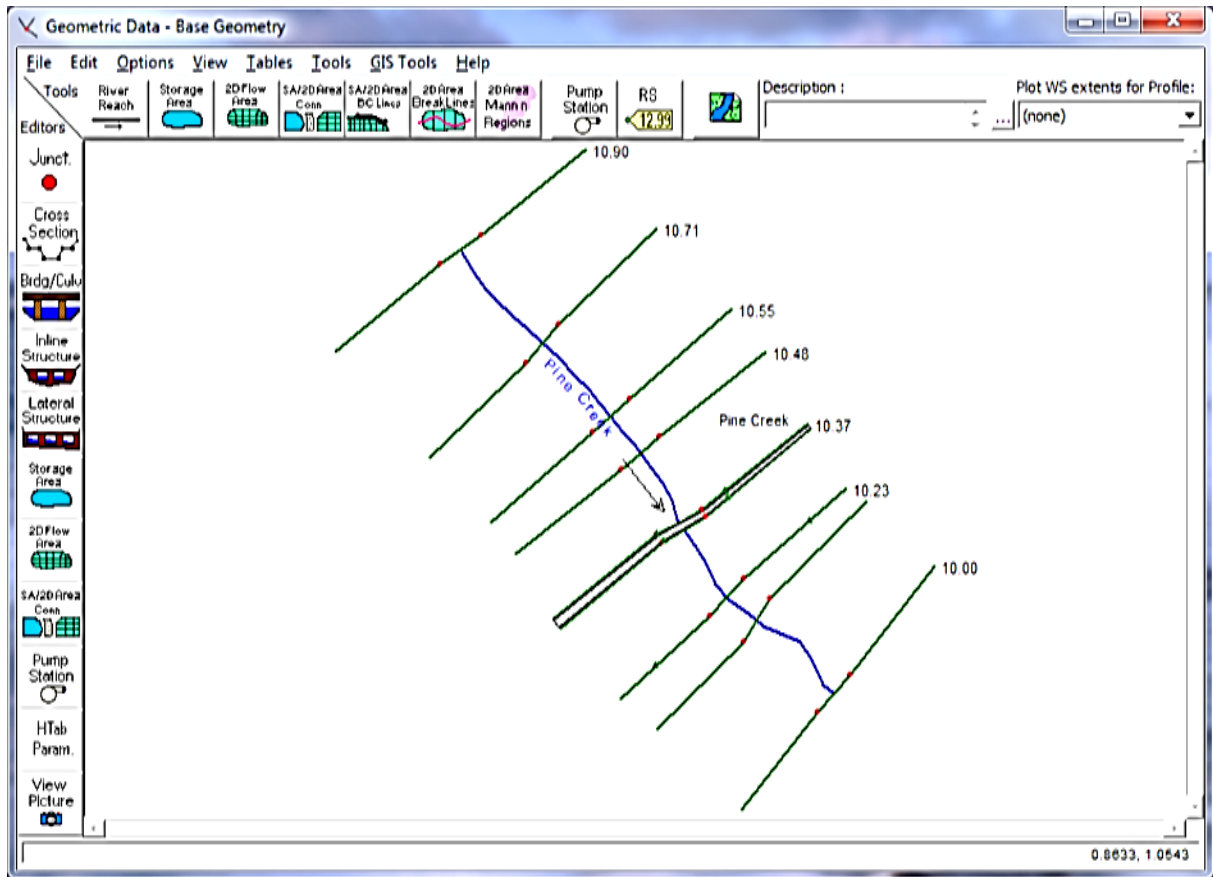 Geometric Data - Base Geometry
File Edit Options View Tables Tools GIS Tools Help
Tools
Editors
River
Reach
Storage
Area
2D Flow
Area
SA/2D Area
Conn
SA/2D Area
BC Lines
2D Area
Break Lines
2D Area
Mann n
Regions
Pump
Station
RS
12.99
Description :
...
Plot WS extents for Profile:
(none)
Junct.
Cross
Section
Brdg/Culv
Inline
Structure
Lateral
Structure
Storage
Area
2D Flow
Area
SA/2D Area
Conn
Pump
Station
HTab
Param.
View
Picture
10.90
10.71
10.55
10.48
Pine Creek
Pine Creek
10.37
10.23
10.00
0.8633, 1.0543